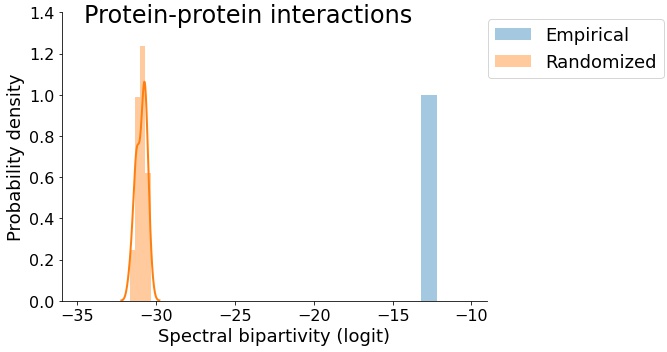 Protein-protein interactions
Empirical
Randomized
Probability density
1.4
1.2
1.0
0.8
0.6
0.4
0.2
0.0
−35
−30
−25
−20
−15
−10
Spectral bipartivity (logit)